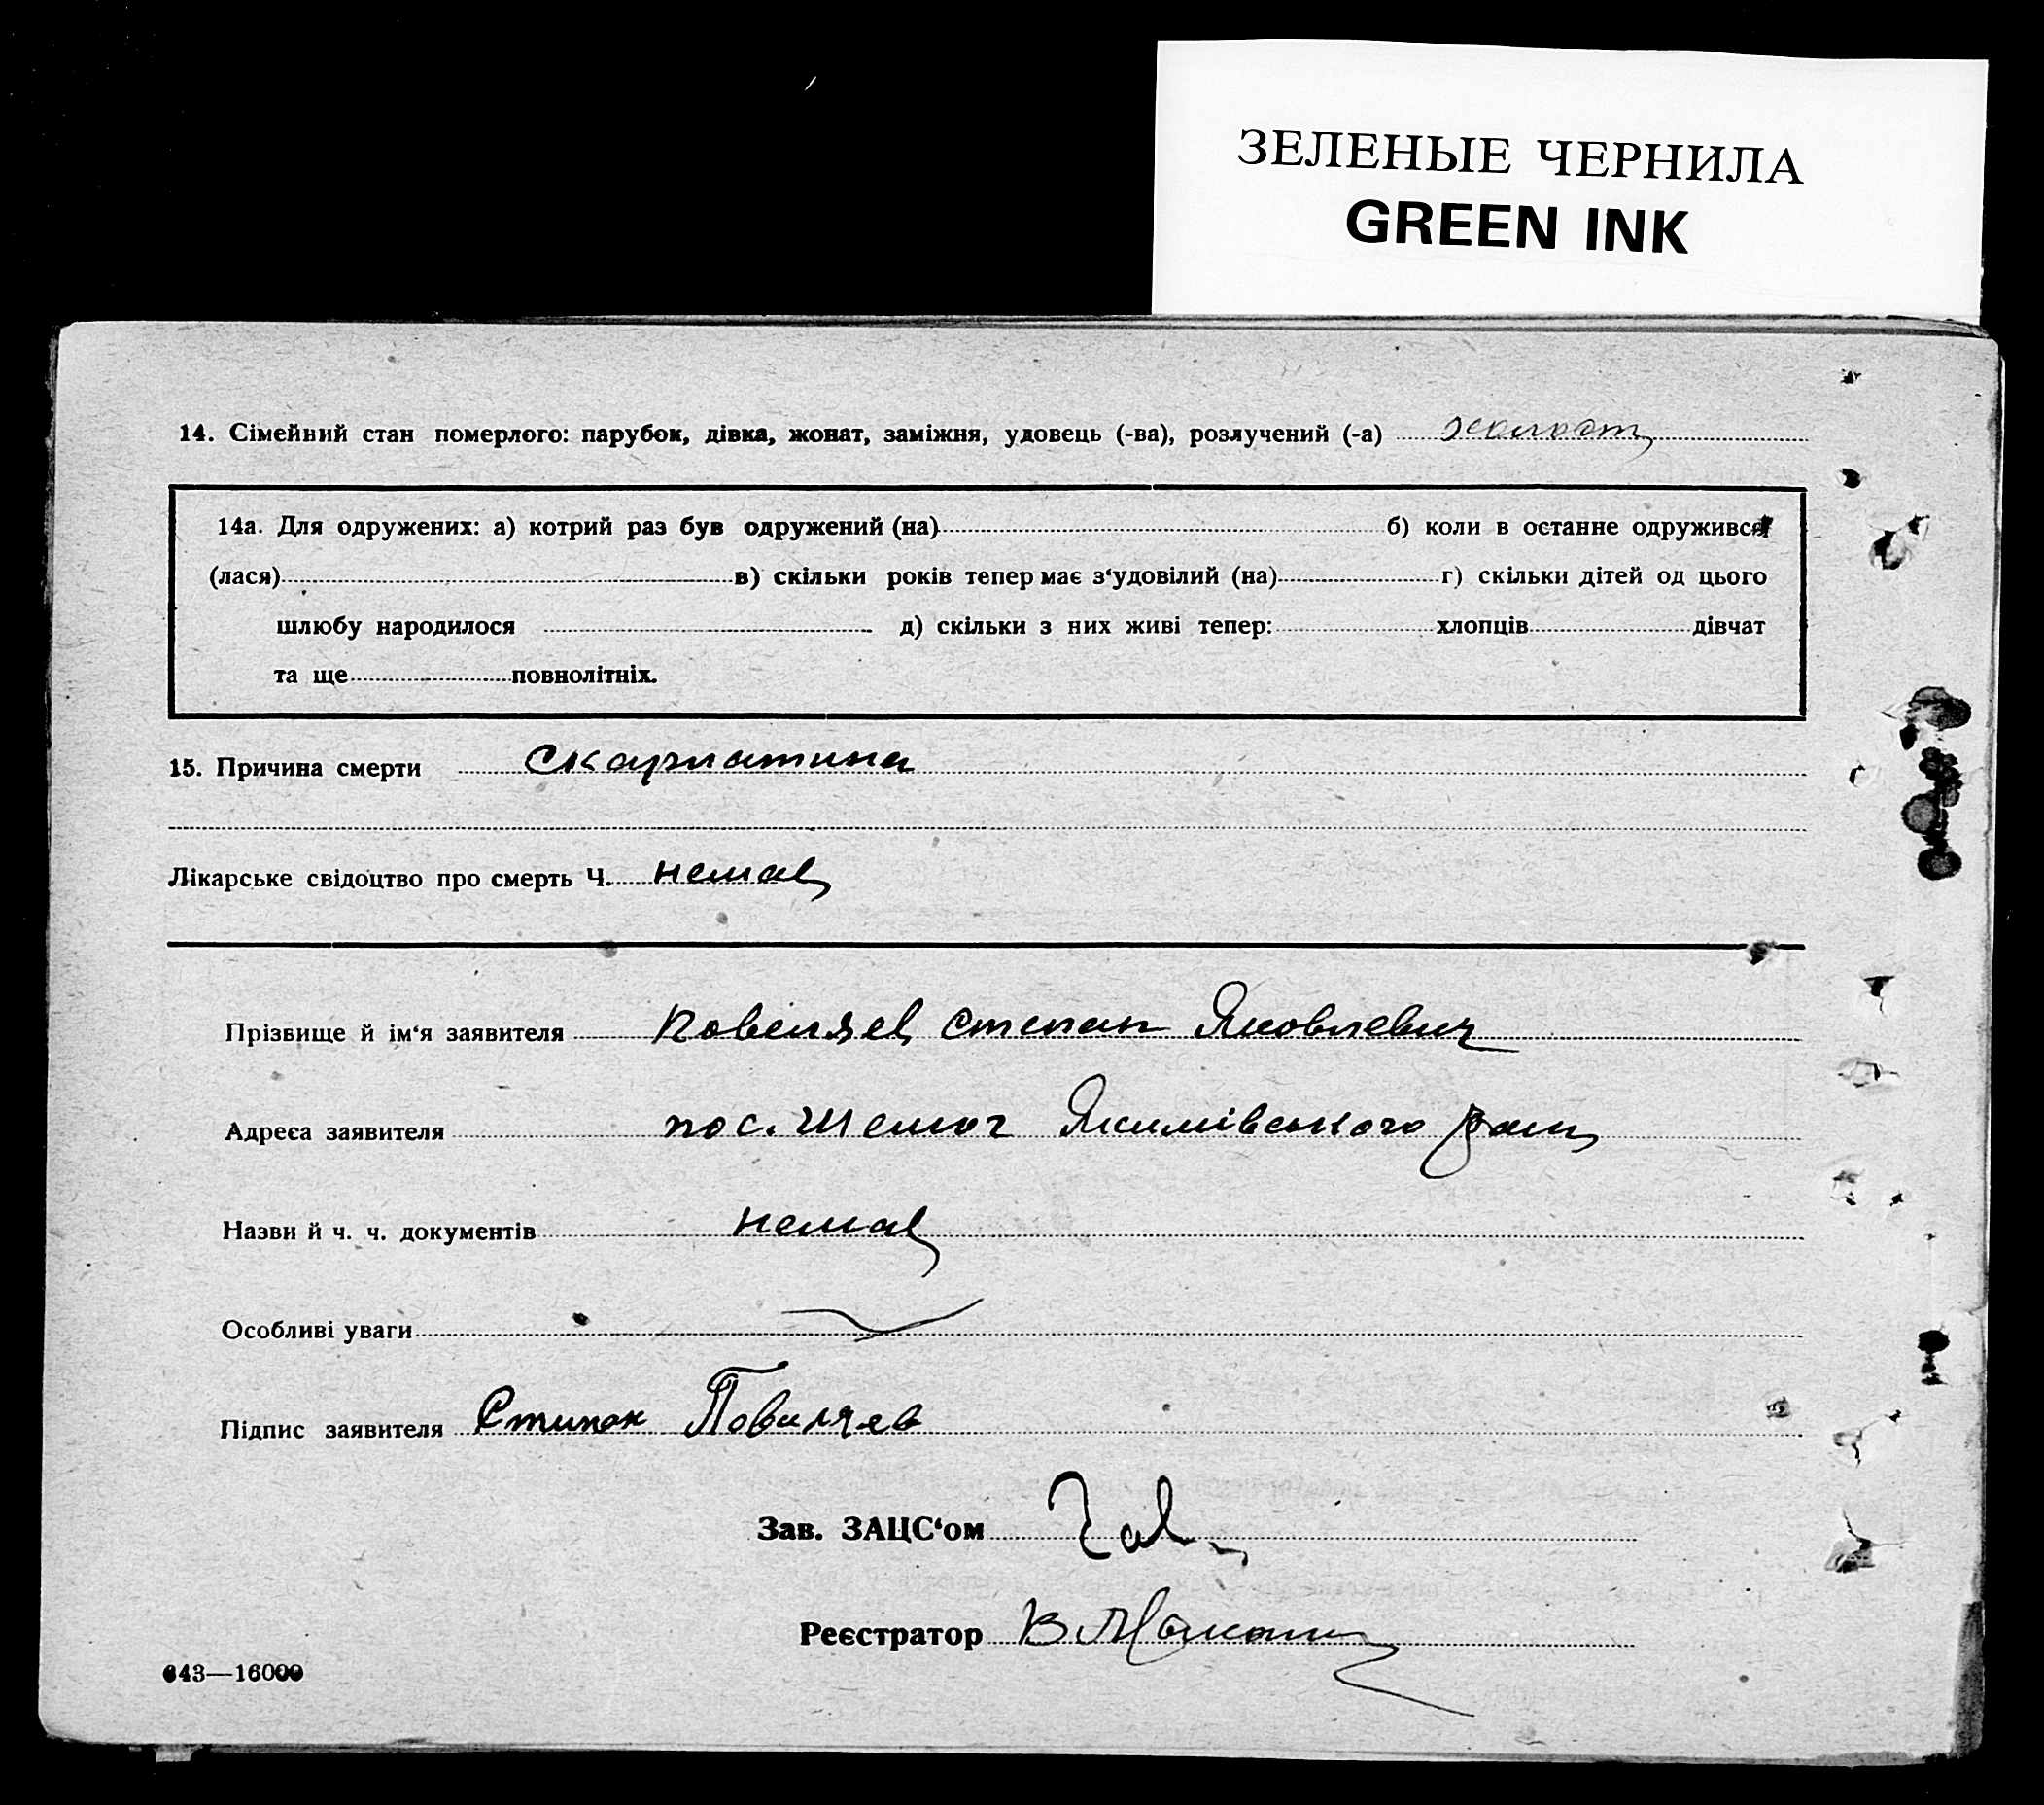 ЗЕЛЕНЫЕ ЧЕРНИЛА
GREEN INK
14. Сімейний стан померлого: парубок, дівка, жонат, заміжня, удовець (-ва), розлучений (-а) холост
14а. Для одружених: а) котрий раз був одружений (на) б) коли в останне одружився
(лася) в) скільки років тепер має з‘удовілий (на) г) скільки дітей од цього
шлюбу народилося д) скільки з них живі тепер: хлопців дівчат
та ще повнолітніх.
15. Причина смерти скарлатина
Лікарське свідоцтво про смерть Ч. немає
Прізвище й ім‘я заявителя Степан Яковлевич
Адреса заявителя пос. Якимівського
Назви й ч. ч. документів немає
Особливі уваги
Підпис заявителя Повиляев
Зав. ЗАЦС‘ом
Реєстратор В
643—16000